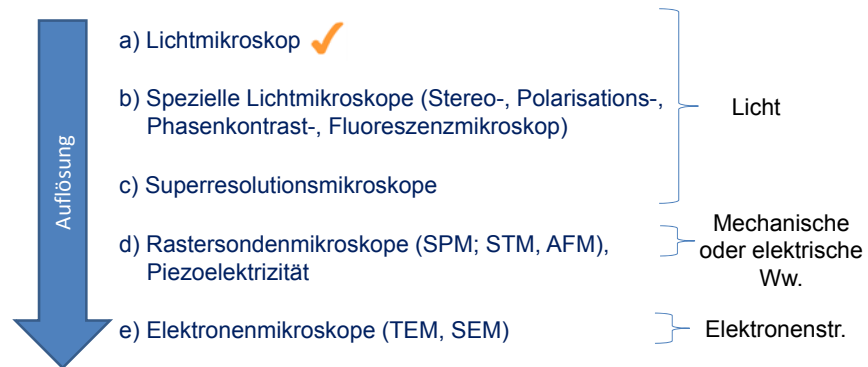 Auflösung
a) Lichtmikroskop
b) Spezielle Lichtmikroskope (Stereo-, Polarisations-,
Phasenkontrast-, Fluoreszenzmikroskop)
c) Superresolutionsmikroskope
Licht
d) Rastersondenmikroskope (SPM; STM, AFM),
Piezoelektrizität
Mechanische
oder elektrische
Ww.
e) Elektronenmikroskope (TEM, SEM)
Elektronenstr.